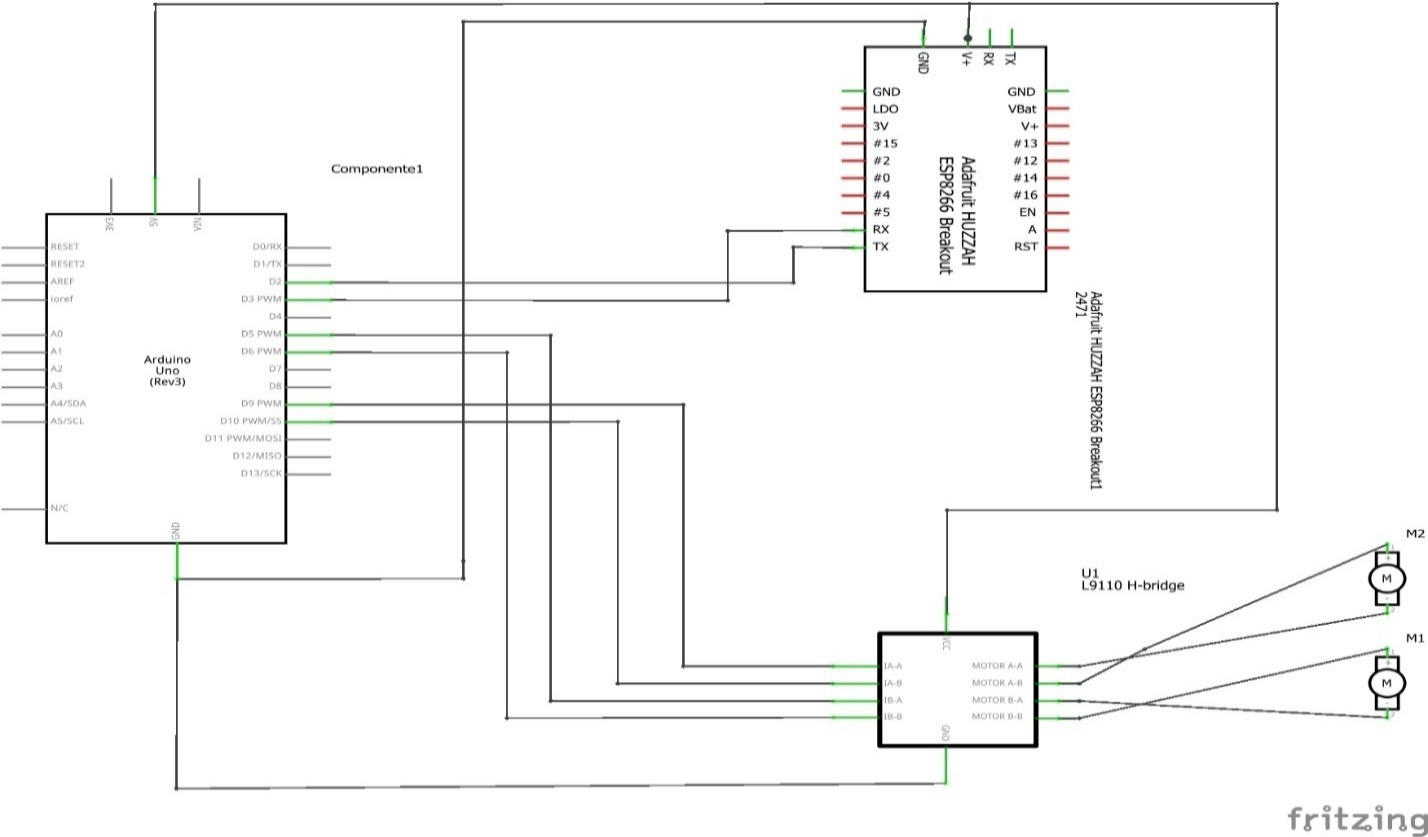 GND
V+
RX
TX
GND
LDO
3V
#15
#2
#0
#4
#5
RX
TX
GND
VBat
V+
#13
#12
#14
#16
EN
A
RST
Adafruit HUZZAH
ESP8266 Breakout
Adafruit HUZZAH ESP8266 Breakout1
2471
Componente1
3V3
5V
VIN
RESET
RESET2
AREF
ioref
A0
A1
A2
A3
A4/SDA
A5/SCL
N/C
D0/RX
D1/TX
D2
D3 PWM
D4
D5 PWM
D6 PWM
D7
D8
D9 PWM
D10 PWM/SS
D11 PWM/MOSI
D12/MISO
D13/SCK
Arduino
Uno
(Rev3)
GND
U1
L9110 H-bridge
VCC
IA-A
IA-B
IB-A
IB-B
MOTOR A-A
MOTOR A-B
MOTOR B-A
MOTOR B-B
GND
M2
+
M
-
M1
+
M
-
fritzing